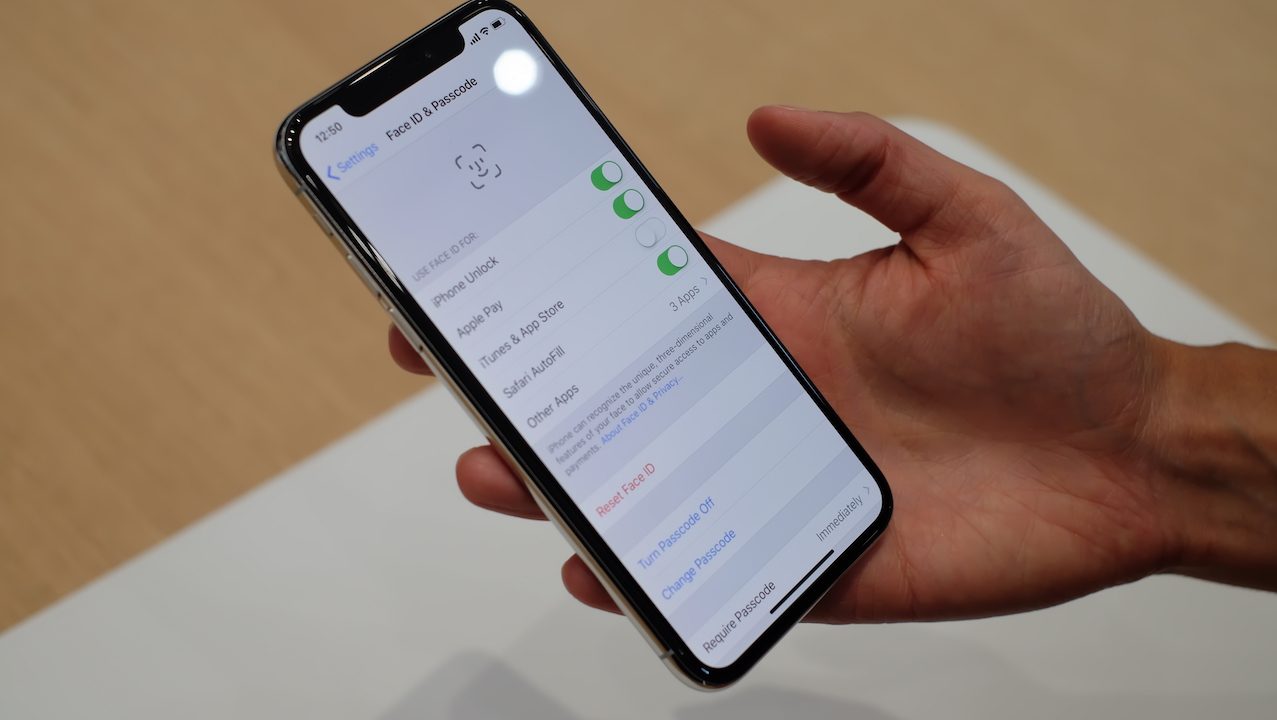 12:50
Settings
Face ID & Passcode
USE FACE ID FOR:
iPhone Unlock
Apple Pay
iTunes & App Store
Safari AutoFill
Other Apps
3 Apps
iPhone can recognize the unique, three-dimensional
features of your face to allow secure access to apps and
payments. About Face ID & Privacy...
Reset Face ID
Turn Passcode Off
Change Passcode
Require Passcode
Immediately